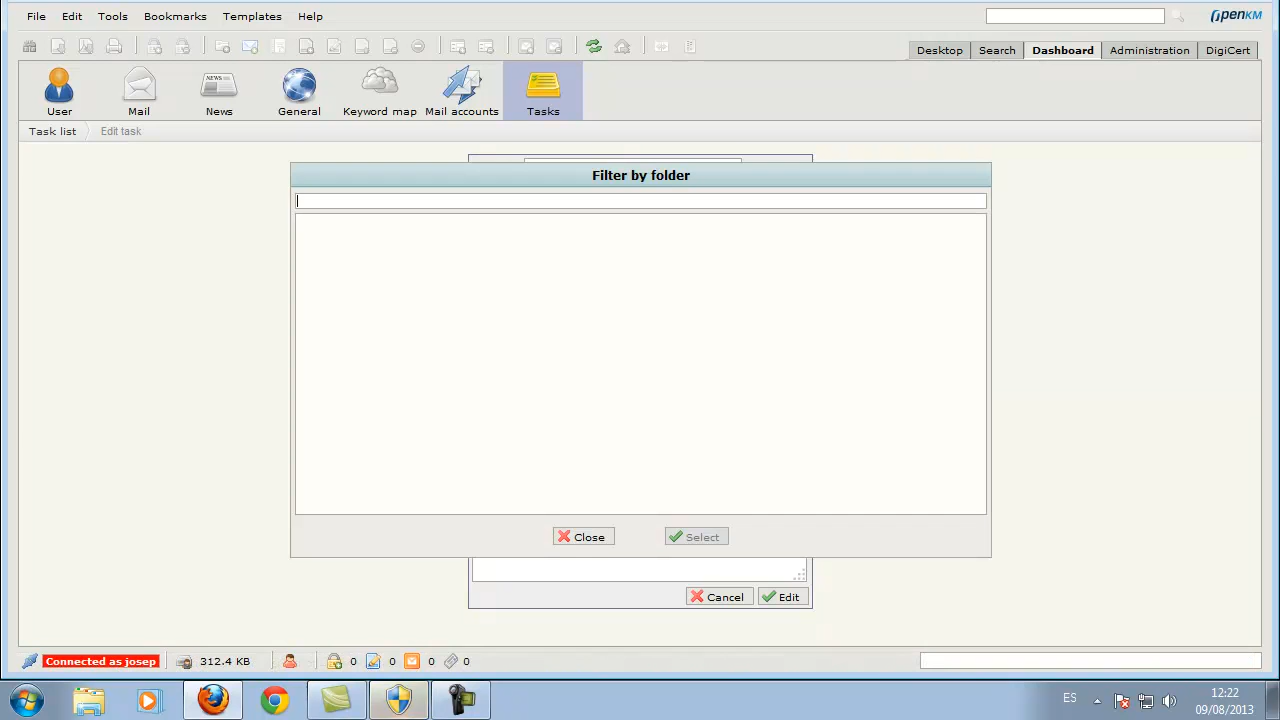 File Edit Tools Bookmarks Templates Help
OPENKM
Desktop Search Dashboard Administration DigiCert
NEWS
User Mail News General Keyword map Mail accounts Tasks
Task list Edit task
Filter by folder
Close Select
Cancel Edit
Connected as josep 312.4 KB 0 0 0 0
ES 12:22
09/08/2013